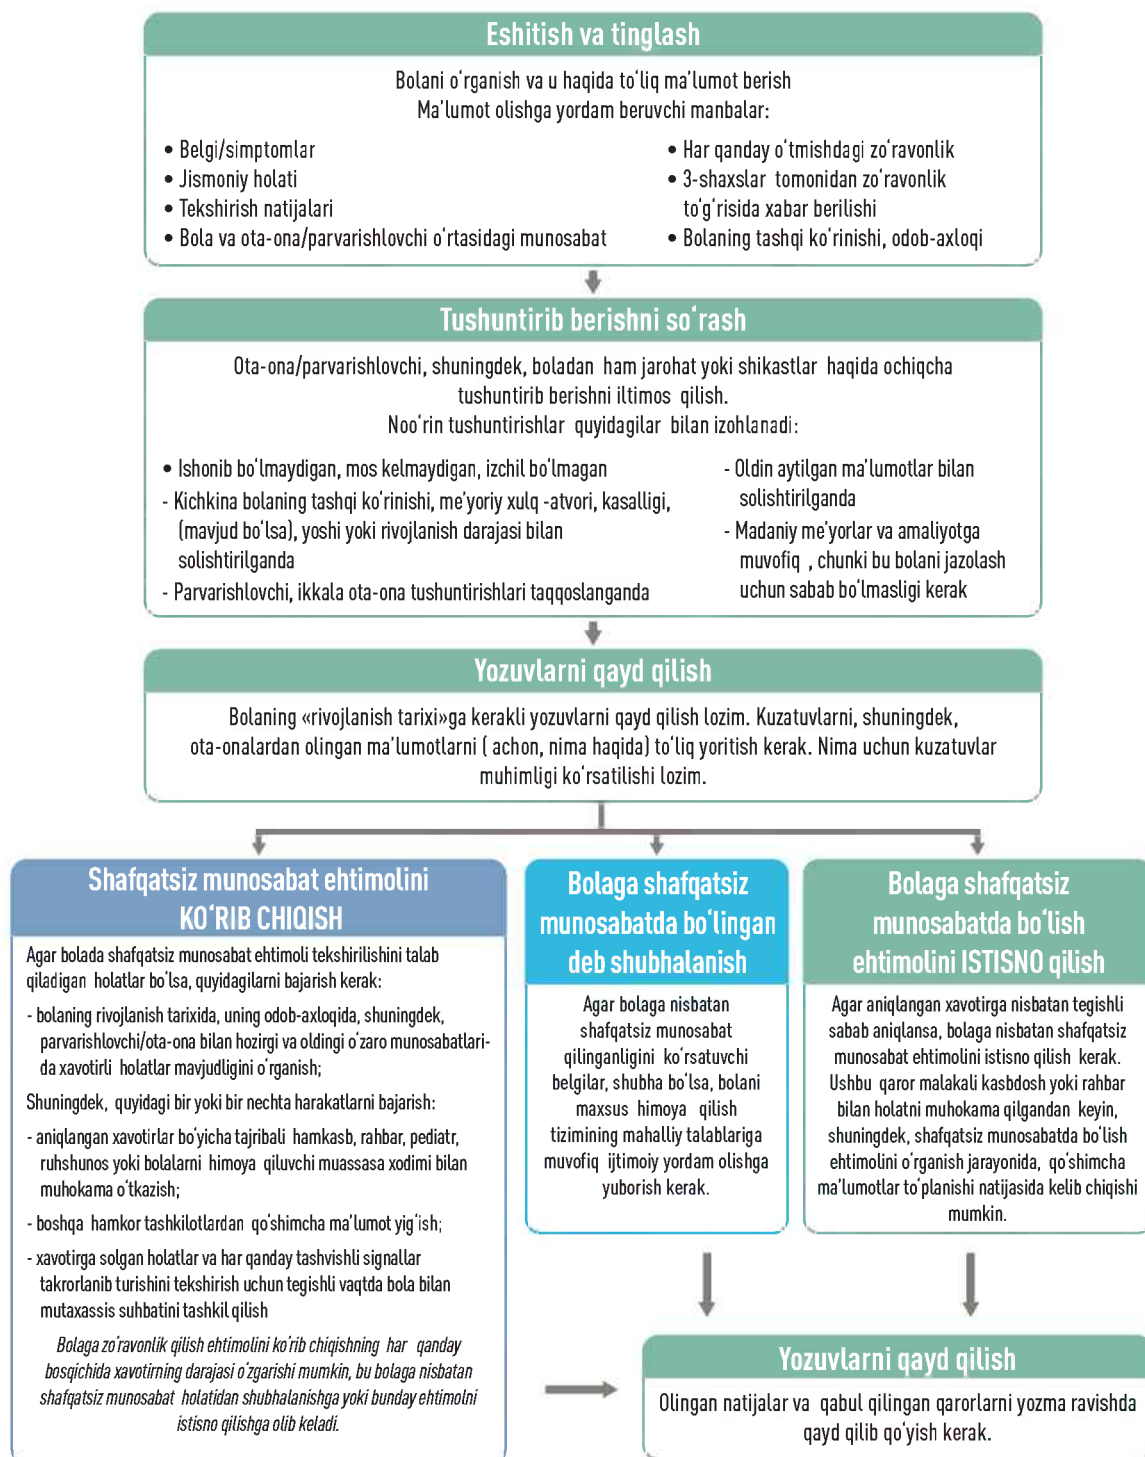 Eshitish va tinglash
Bolani o‘rganish va u haqida to‘liq ma’lumot berish
Ma’lumot olishga yordam beruvchi manbalar:
• Belgi/simptomlar
• Jismoniy holati
• Tekshirish natijalari
• Bola va ota-ona/parvarishlovchi o‘rtasidagi munosabat
• Har qanday o‘tmishdagi zo‘ravonlik
• 3-shaxslar tomonidan zo‘ravonlik
to‘g‘risida xabar berilishi
• Bolaning tashqi ko‘rinishi, odob-axloqi
Tushuntirib berishni so‘rash
Ota-ona/parvarishlovchi, shuningdek, boladan ham jarohat yoki shikastlar haqida ochiqcha
tushuntirib berishni iltimos qilish.
Noo‘rin tushuntirishlar quyidagilar bilan izohlanadi:
• Ishonib bo‘lmaydigan, mos kelmaydigan, izchil bo‘lmagan
- Kichkina bolaning tashqi ko‘rinishi, me’yoriy xulq -atvori, kasalligi,
(mavjud bo‘lsa), yoshi yoki rivojlanish darajasi bilan
solishtirilganda
- Parvarishlovchi, ikkala ota-ona tushuntirishlari taqqoslanganda
- Oldin aytilgan ma’lumotlar bilan
solishtirilganda
- Madaniy me’yorlar va amaliyotga
muvofiq , chunki bu bolani jazolash
uchun sabab bo‘lmasligi kerak
Yozuvlarni qayd qilish
Bolaning «rivojlanish tarixi»ga kerakli yozuvlarni qayd qilish lozim. Kuzatuvlarni, shuningdek,
ota-onalardan olingan ma’lumotlarni ( achon, nima haqida) to‘liq yoritish kerak. Nima uchun kuzatuvlar
muhimligi ko‘rsatilishi lozim.
Shafqatsiz munosabat ehtimolini
KO‘RIB CHIQISH
Agar bolada shafqatsiz munosabat ehtimoli tekshirilishini talab
qiladigan holatlar bo‘lsa, quyidagilarni bajarish kerak:
- bolaning rivojlanish tarixida, uning odob-axloqida, shuningdek,
parvarishlovchi/ota-ona bilan hozirgi va oldingi o‘zaro munosabatlari-
da xavotirli holatlar mavjudligini o‘rganish;
Shuningdek, quyidagi bir yoki bir nechta harakatlarni bajarish:
- aniqlangan xavotirlar bo‘yicha tajribali hamkasb, rahbar, pediatr,
ruhshunos yoki bolalarni himoya qiluvchi muassasa xodimi bilan
muhokama o‘tkazish;
- boshqa hamkor tashkilotlardan qo‘shimcha ma’lumot yig‘ish;
- xavotirga solgan holatlar va har qanday tashvishli signallar
takrorlanib turishini tekshirish uchun tegishli vaqtda bola bilan
mutaxassis suhbatini tashkil qilish
Bolaga zo‘ravonlik qilish ehtimolini ko‘rib chiqishning har qanday
bosqichida xavotirning darajasi o‘zgarishi mumkin, bu bolaga nisbatan
shafqatsiz munosabat holatidan shubhalanishga yoki bunday ehtimolni
istisno qilishga olib keladi.
Bolaga shafqatsiz
munosabatda bo‘lingan
deb shubhalanish
Agar bolaga nisbatan
shafqatsiz munosabat
qilinganligini ko‘rsatuvchi
belgilar, shubha bo‘lsa, bolani
maxsus himoya qilish
tizimining mahalliy talablariga
muvofiq ijtimoiy yordam olishga
yuborish kerak.
Bolaga shafqatsiz
munosabatda bo‘lish
ehtimolini ISTISNO qilish
Agar aniqlangan xavotirga nisbatan tegishli
sabab aniqlansa, bolaga nisbatan shafqatsiz
munosabat ehtimolini istisno qilish kerak.
Ushbu qaror malakali kasbdosh yoki rahbar
bilan holatni muhokama qilgandan keyin,
shuningdek, shafqatsiz munosabatda bo‘lish
ehtimolini o‘rganish jarayonida, qo‘shimcha
ma’lumotlar to‘planishi natijasida kelib chiqishi
mumkin.
Yozuvlarni qayd qilish
Olingan natijalar va qabul qilingan qarorlarni yozma ravishda
qayd qilib qo‘yish kerak.